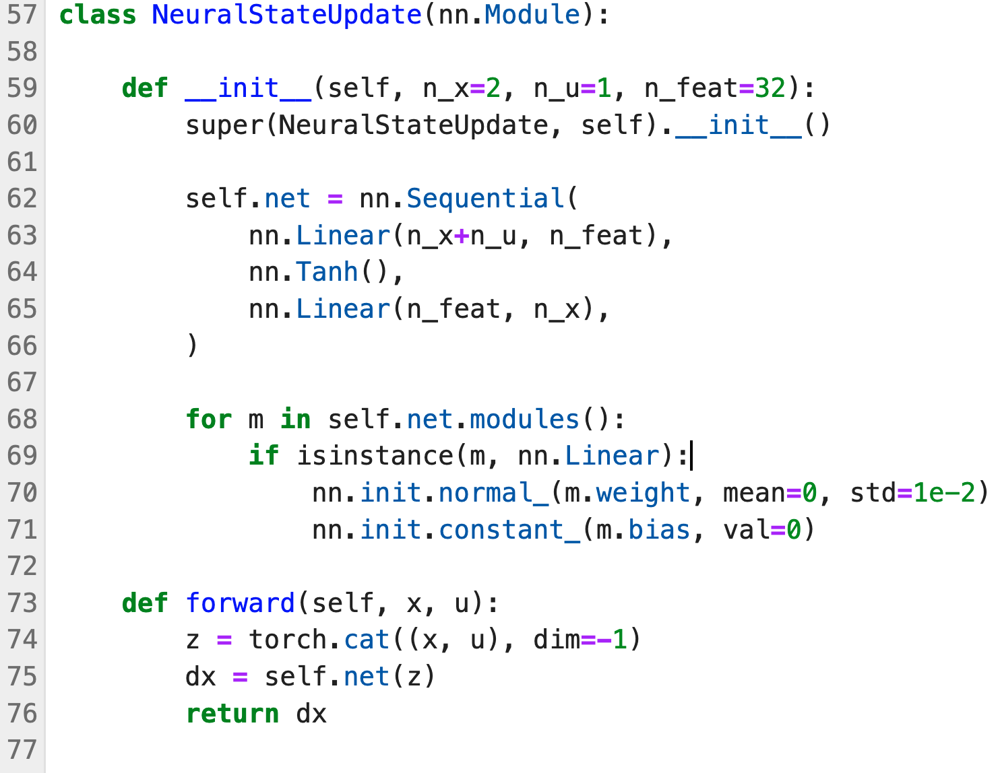 57 class NeuralStateUpdate(nn.Module):
58
59     def __init__(self, n_x=2, n_u=1, n_feat=32):
60         super(NeuralStateUpdate, self).__init__()
61
62         self.net = nn.Sequential(
63             nn.Linear(n_x+n_u, n_feat),
64             nn.Tanh(),
65             nn.Linear(n_feat, n_x),
66         )
67
68         for m in self.net.modules():
69             if isinstance(m, nn.Linear):
70                 nn.init.normal_(m.weight, mean=0, std=1e-2)
71                 nn.init.constant_(m.bias, val=0)
72
73     def forward(self, x, u):
74         z = torch.cat((x, u), dim=-1)
75         dx = self.net(z)
76         return dx
77